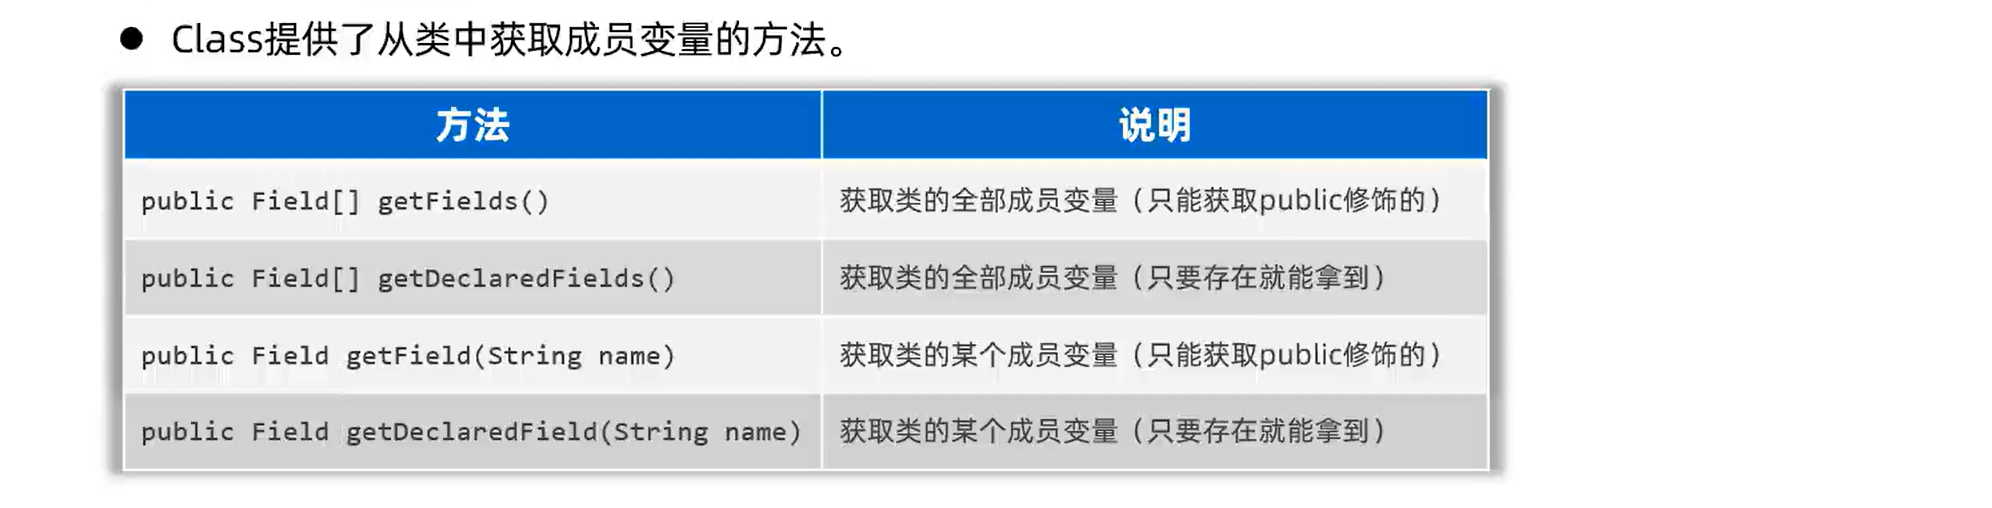 ● Class提供了从类中获取成员变量的方法。
方法 说明
public Field[] getFields() 获取类的全部成员变量（只能获取public修饰的）
public Field[] getDeclaredFields() 获取类的全部成员变量（只要存在就能拿到）
public Field getField(String name) 获取类的某个成员变量（只能获取public修饰的）
public Field getDeclaredField(String name) 获取类的某个成员变量（只要存在就能拿到）